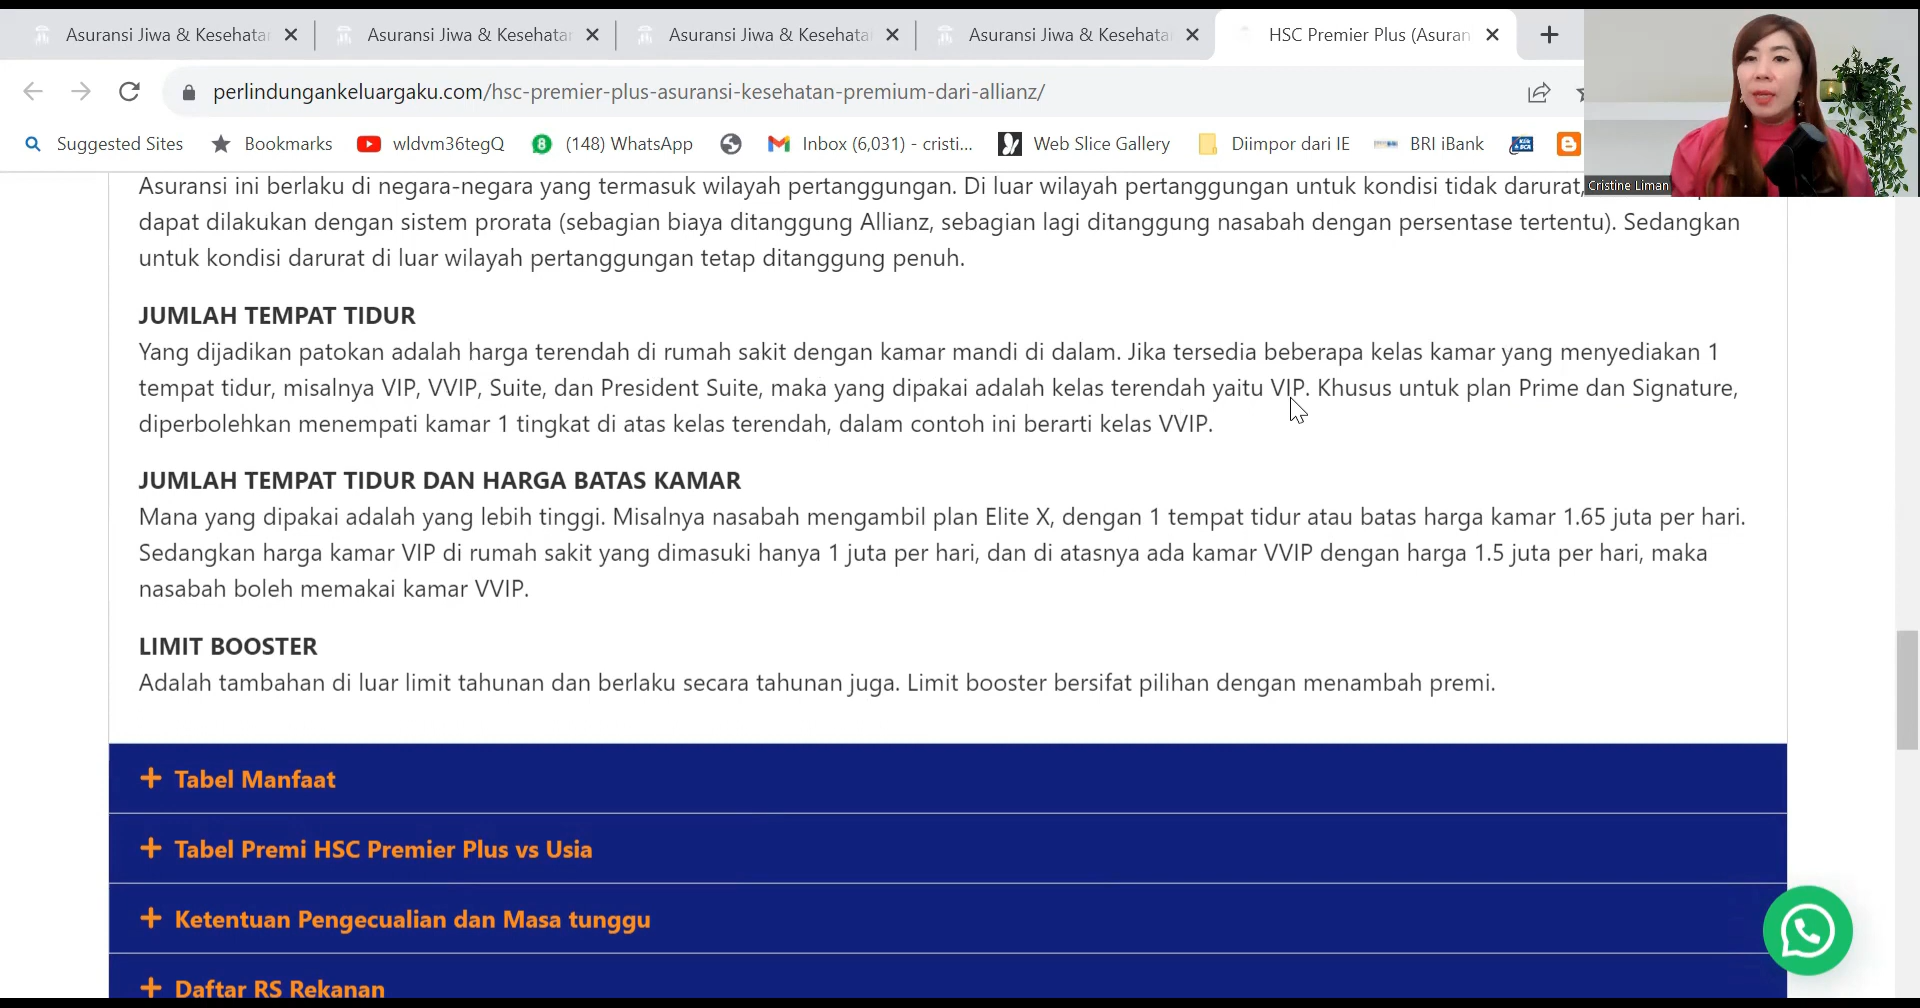 Asuransi Jiwa & Kesehatan
Asuransi Jiwa & Kesehatan
Asuransi Jiwa & Kesehata
Asuransi Jiwa & Kesehata
HSC Premier Plus (Asuran
perlindungankeluargaku.com/hsc-premier-plus-asuransi-kesehatan-premium-dari-allianz/
Suggested Sites
Bookmarks
wldvm36tegQ
8
(148) WhatsApp
Inbox (6,031) - cristi...
Web Slice Gallery
Diimpor dari IE
BRI iBank
Cristine Liman
Asuransi ini berlaku di negara-negara yang termasuk wilayah pertanggungan. Di luar wilayah pertanggungan untuk kondisi tidak darurat,
dapat dilakukan dengan sistem prorata (sebagian biaya ditanggung Allianz, sebagian lagi ditanggung nasabah dengan persentase tertentu). Sedangkan
untuk kondisi darurat di luar wilayah pertanggungan tetap ditanggung penuh.
JUMLAH TEMPAT TIDUR
Yang dijadikan patokan adalah harga terendah di rumah sakit dengan kamar mandi di dalam. Jika tersedia beberapa kelas kamar yang menyediakan 1
tempat tidur, misalnya VIP, VVIP, Suite, dan President Suite, maka yang dipakai adalah kelas terendah yaitu VIP. Khusus untuk plan Prime dan Signature,
diperbolehkan menempati kamar 1 tingkat di atas kelas terendah, dalam contoh ini berarti kelas VVIP.
JUMLAH TEMPAT TIDUR DAN HARGA BATAS KAMAR
Mana yang dipakai adalah yang lebih tinggi. Misalnya nasabah mengambil plan Elite X, dengan 1 tempat tidur atau batas harga kamar 1.65 juta per hari.
Sedangkan harga kamar VIP di rumah sakit yang dimasuki hanya 1 juta per hari, dan di atasnya ada kamar VVIP dengan harga 1.5 juta per hari, maka
nasabah boleh memakai kamar VVIP.
LIMIT BOOSTER
Adalah tambahan di luar limit tahunan dan berlaku secara tahunan juga. Limit booster bersifat pilihan dengan menambah premi.
Tabel Manfaat
Tabel Premi HSC Premier Plus vs Usia
Ketentuan Pengecualian dan Masa tunggu
Daftar RS Rekanan